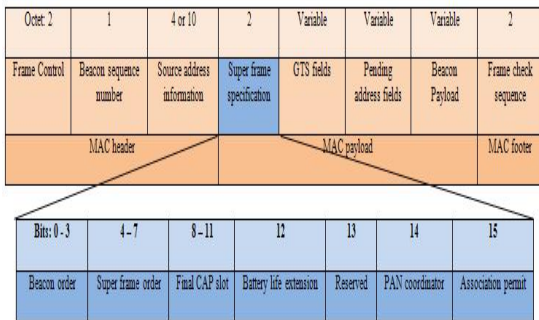 Octet: 2 1 4 or 10 2 Variable Variable Variable 2
Frame Control Beacon sequence number Source address information Super frame specification GTS fields Pending address fields Beacon Payload Frame check sequence
MAC header MAC payload MAC footer
Bits: 0 - 3 4 – 7 8 – 11 12 13 14 15
Beacon order Super frame order Final CAP slot Battery life extension Reserved PAN coordinator Association permit